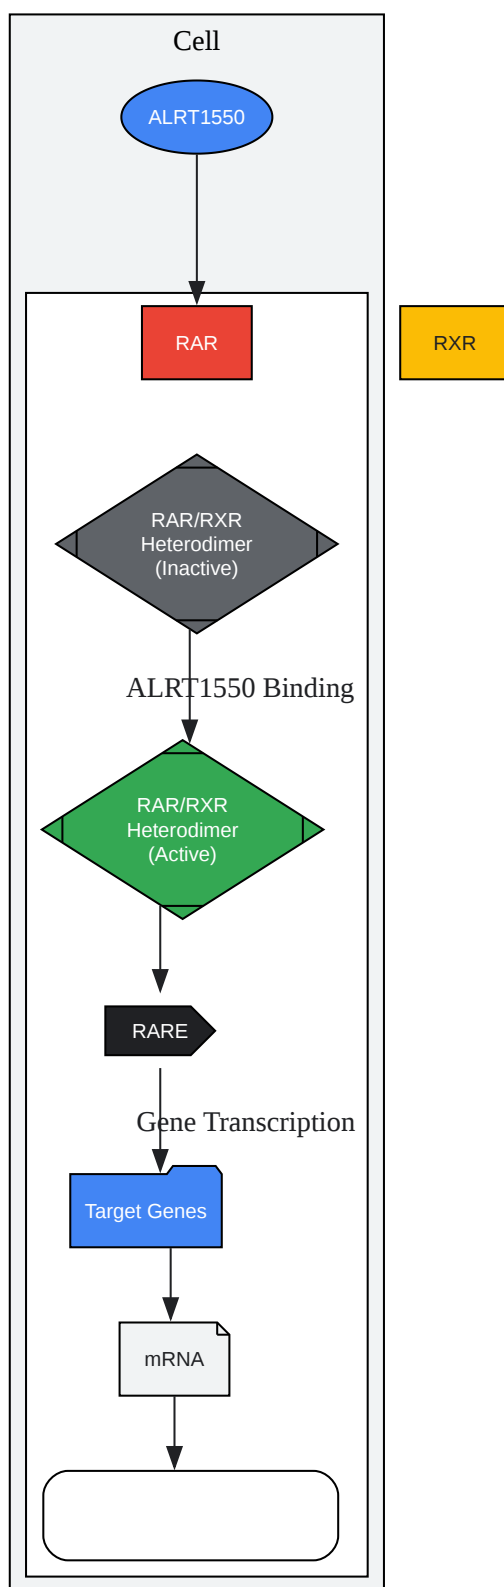 Cell
ALRT1550
RAR
RXR
RAR/RXR
Heterodimer
(Inactive)
ALRT1550 Binding
RAR/RXR
Heterodimer
(Active)
RARE
Gene Transcription
Target Genes
mRNA